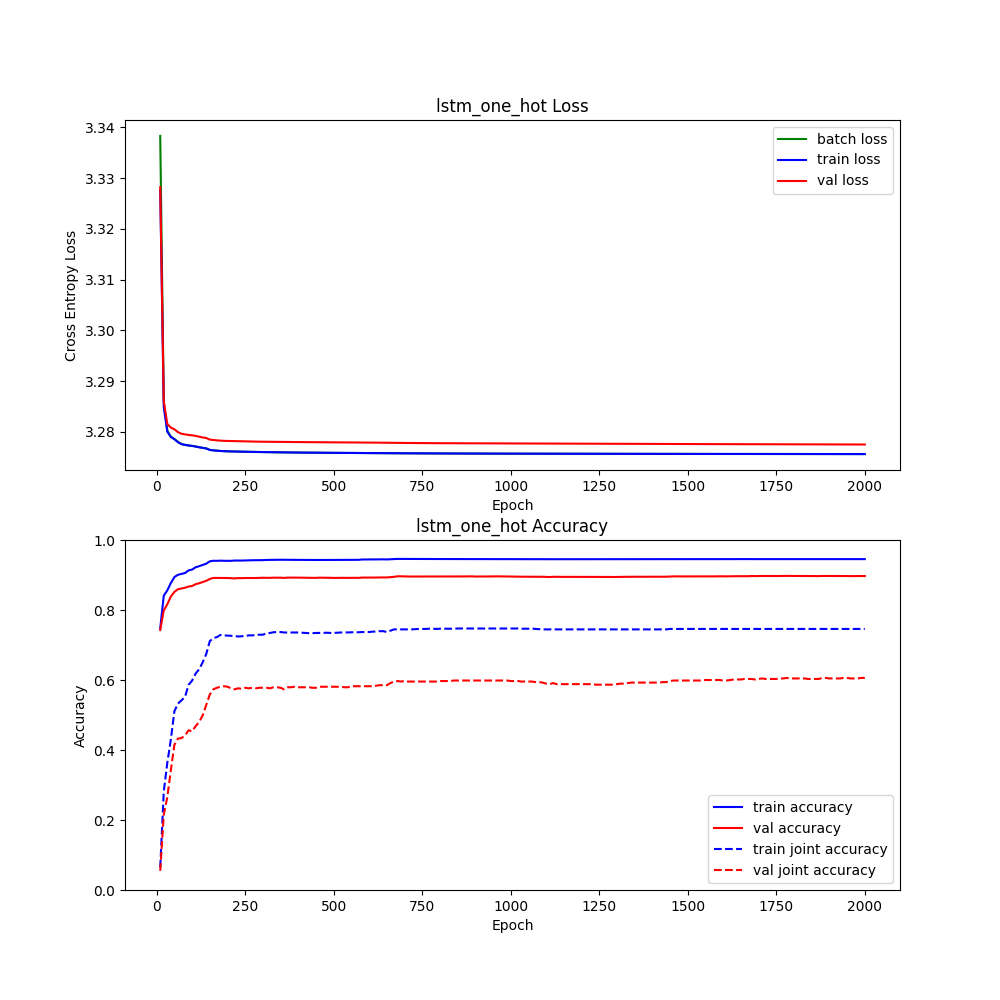 lstm_one_hot Loss
3.34
3.33
3.32
3.31
3.30
3.29
3.28
Cross Entropy Loss
batch loss
train loss
val loss
0 250 500 750 1000 1250 1500 1750 2000
Epoch
lstm_one_hot Accuracy
1.0
0.8
0.6
0.4
0.2
0.0
Accuracy
train accuracy
val accuracy
train joint accuracy
val joint accuracy
0 250 500 750 1000 1250 1500 1750 2000
Epoch